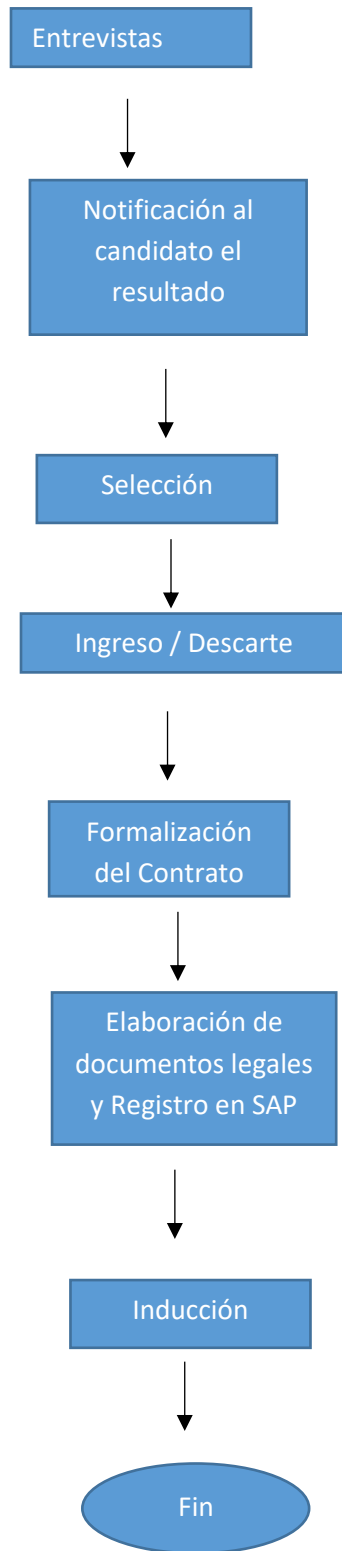 Entrevistas
Notificación al
candidato el
resultado
Selección
Ingreso / Descarte
Formalización
del Contrato
Elaboración de
documentos legales
y Registro en SAP
Inducción
Fin